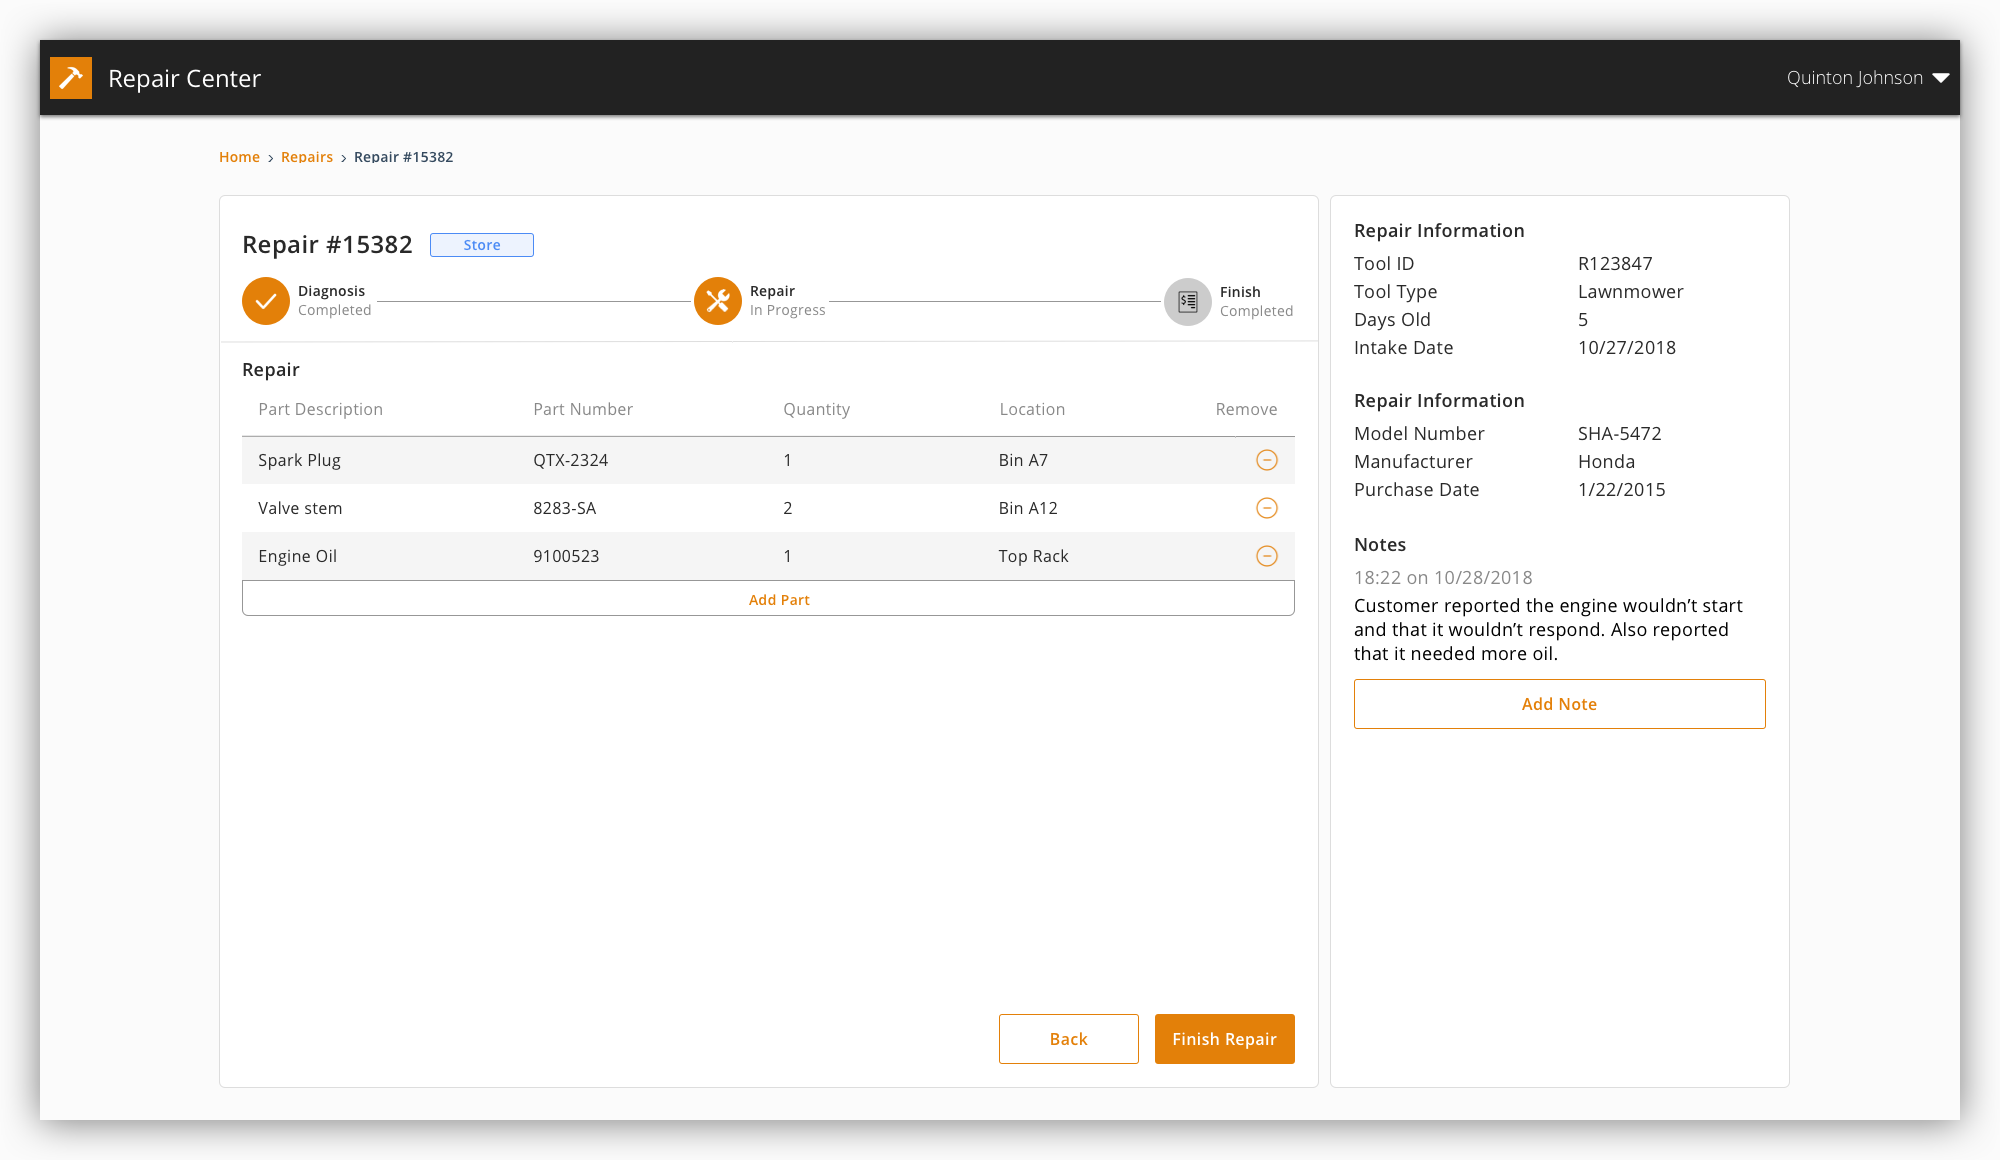 Repair Center
Quinton Johnson
Home › Repairs › Repair #15382
Repair #15382
Store
Diagnosis
Completed
Repair
In Progress
Finish
Completed
Repair
Part Description Part Number Quantity Location Remove
Spark Plug QTX-2324 1 Bin A7
Valve stem 8283-SA 2 Bin A12
Engine Oil 9100523 1 Top Rack
Add Part
Back
Finish Repair
Repair Information
Tool ID R123847
Tool Type Lawnmower
Days Old 5
Intake Date 10/27/2018
Repair Information
Model Number SHA-5472
Manufacturer Honda
Purchase Date 1/22/2015
Notes
18:22 on 10/28/2018
Customer reported the engine wouldn’t start
and that it wouldn’t respond. Also reported
that it needed more oil.
Add Note